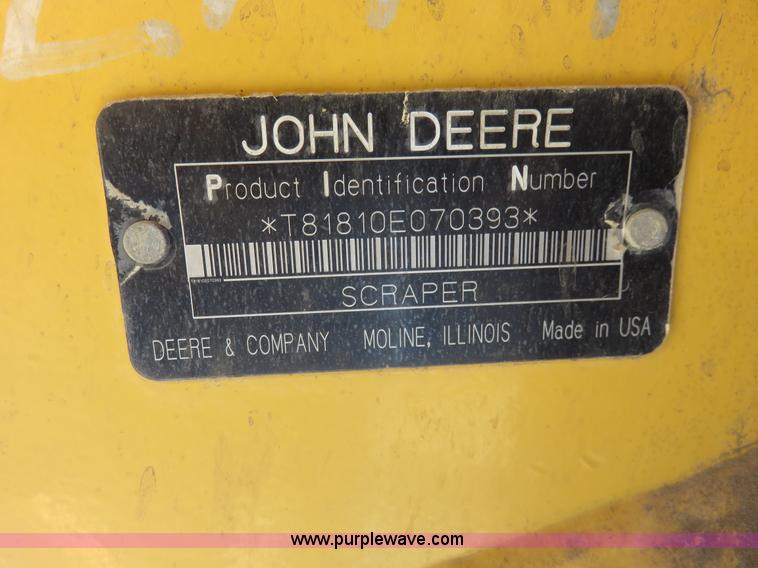 JOHN DEERE
Product Identification Number
*T81810E070393*
SCRAPER
DEERE & COMPANY MOLINE, ILLINOIS Made in USA
www.purplewave.com